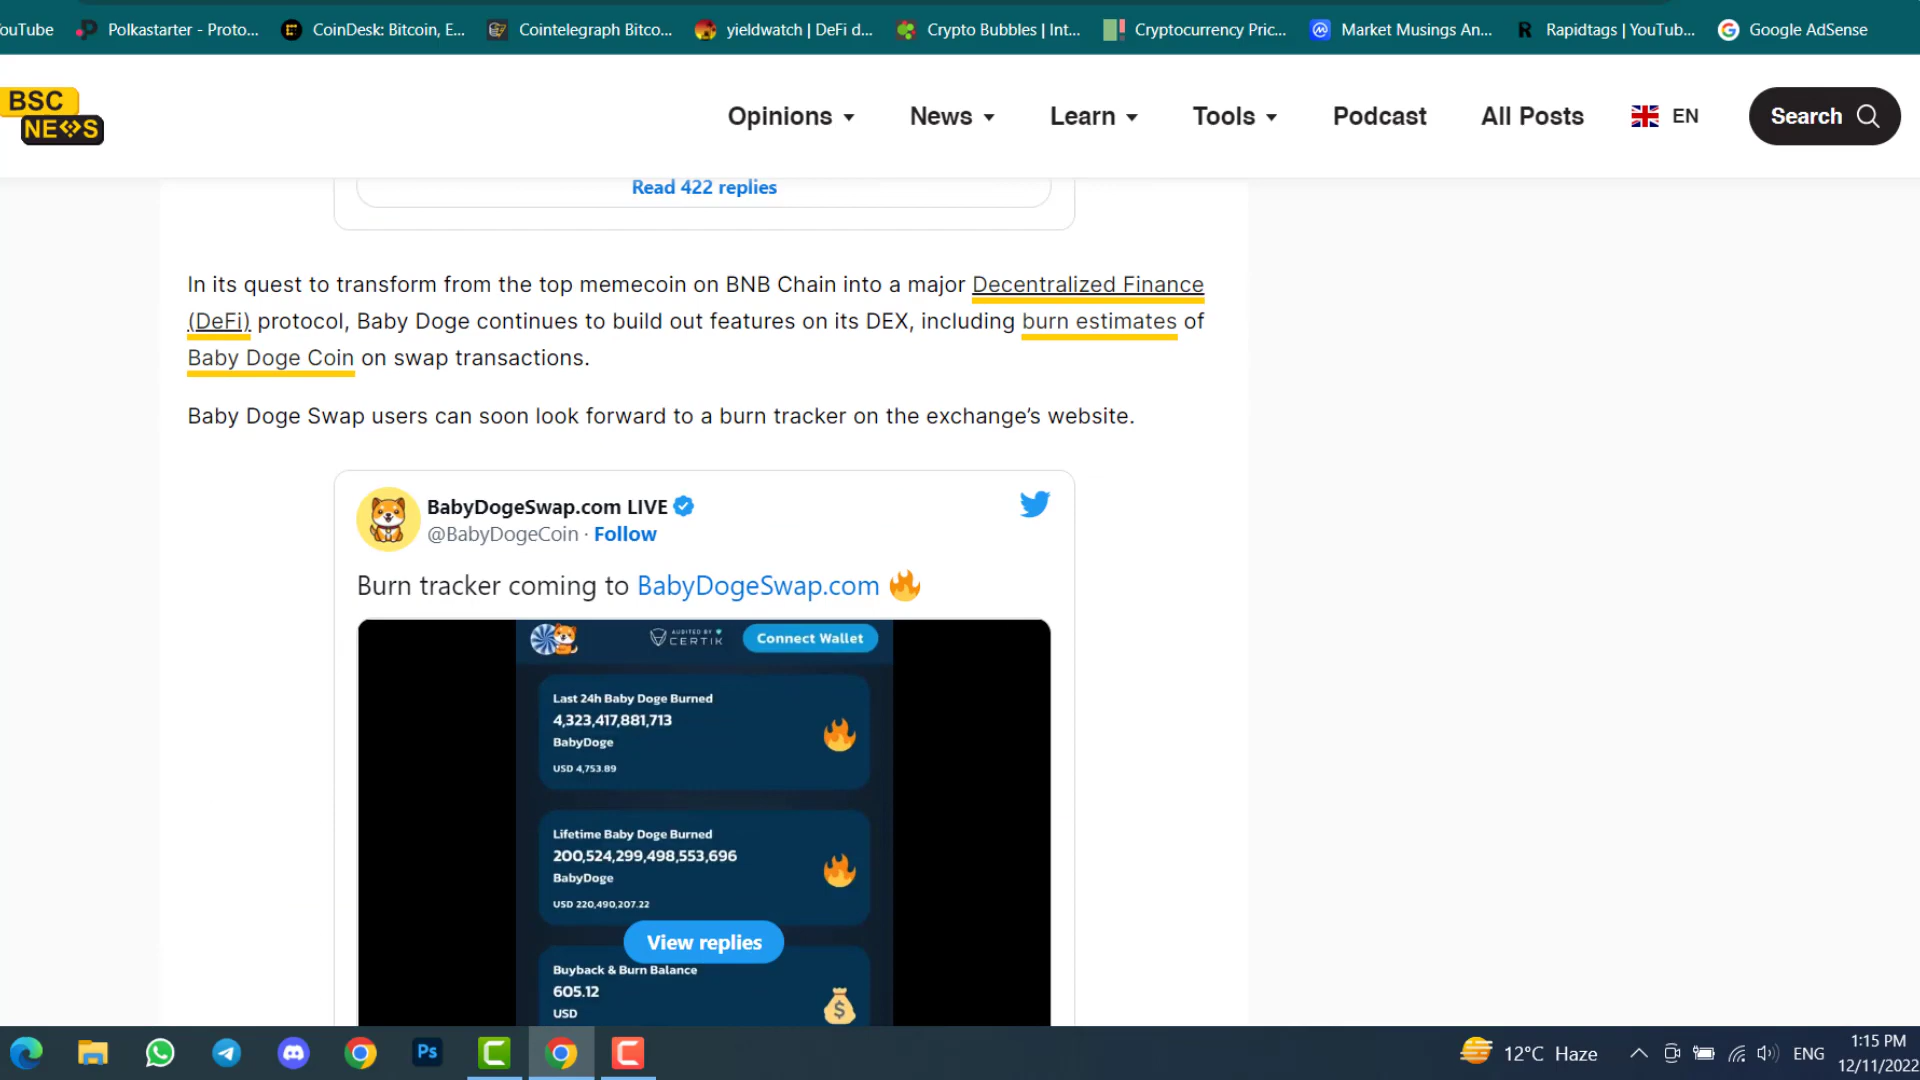 ouTube
Polkastarter - Proto...
CoinDesk: Bitcoin, E...
Cointelegraph Bitco...
yieldwatch | DeFi d...
Crypto Bubbles | Int...
Cryptocurrency Pric...
Market Musings An...
Rapidtags | YouTub...
Google AdSense
BSC
NEWS
Opinions
News
Learn
Tools
Podcast
All Posts
EN
Search
Read 422 replies
In its quest to transform from the top memecoin on BNB Chain into a major Decentralized Finance
(DeFi) protocol, Baby Doge continues to build out features on its DEX, including burn estimates of
Baby Doge Coin on swap transactions.
Baby Doge Swap users can soon look forward to a burn tracker on the exchange’s website.
BabyDogeSwap.com LIVE
@BabyDogeCoin · Follow
Burn tracker coming to BabyDogeSwap.com 🔥
AUDITED BY
CERTIK
Connect Wallet
Last 24h Baby Doge Burned
4,323,417,881,713
BabyDoge
USD 4,753.89
Lifetime Baby Doge Burned
200,524,299,498,553,696
BabyDoge
USD 220,490,207.22
View replies
Buyback & Burn Balance
605.12
USD
Ps
12°C Haze
ENG
1:15 PM
12/11/2022